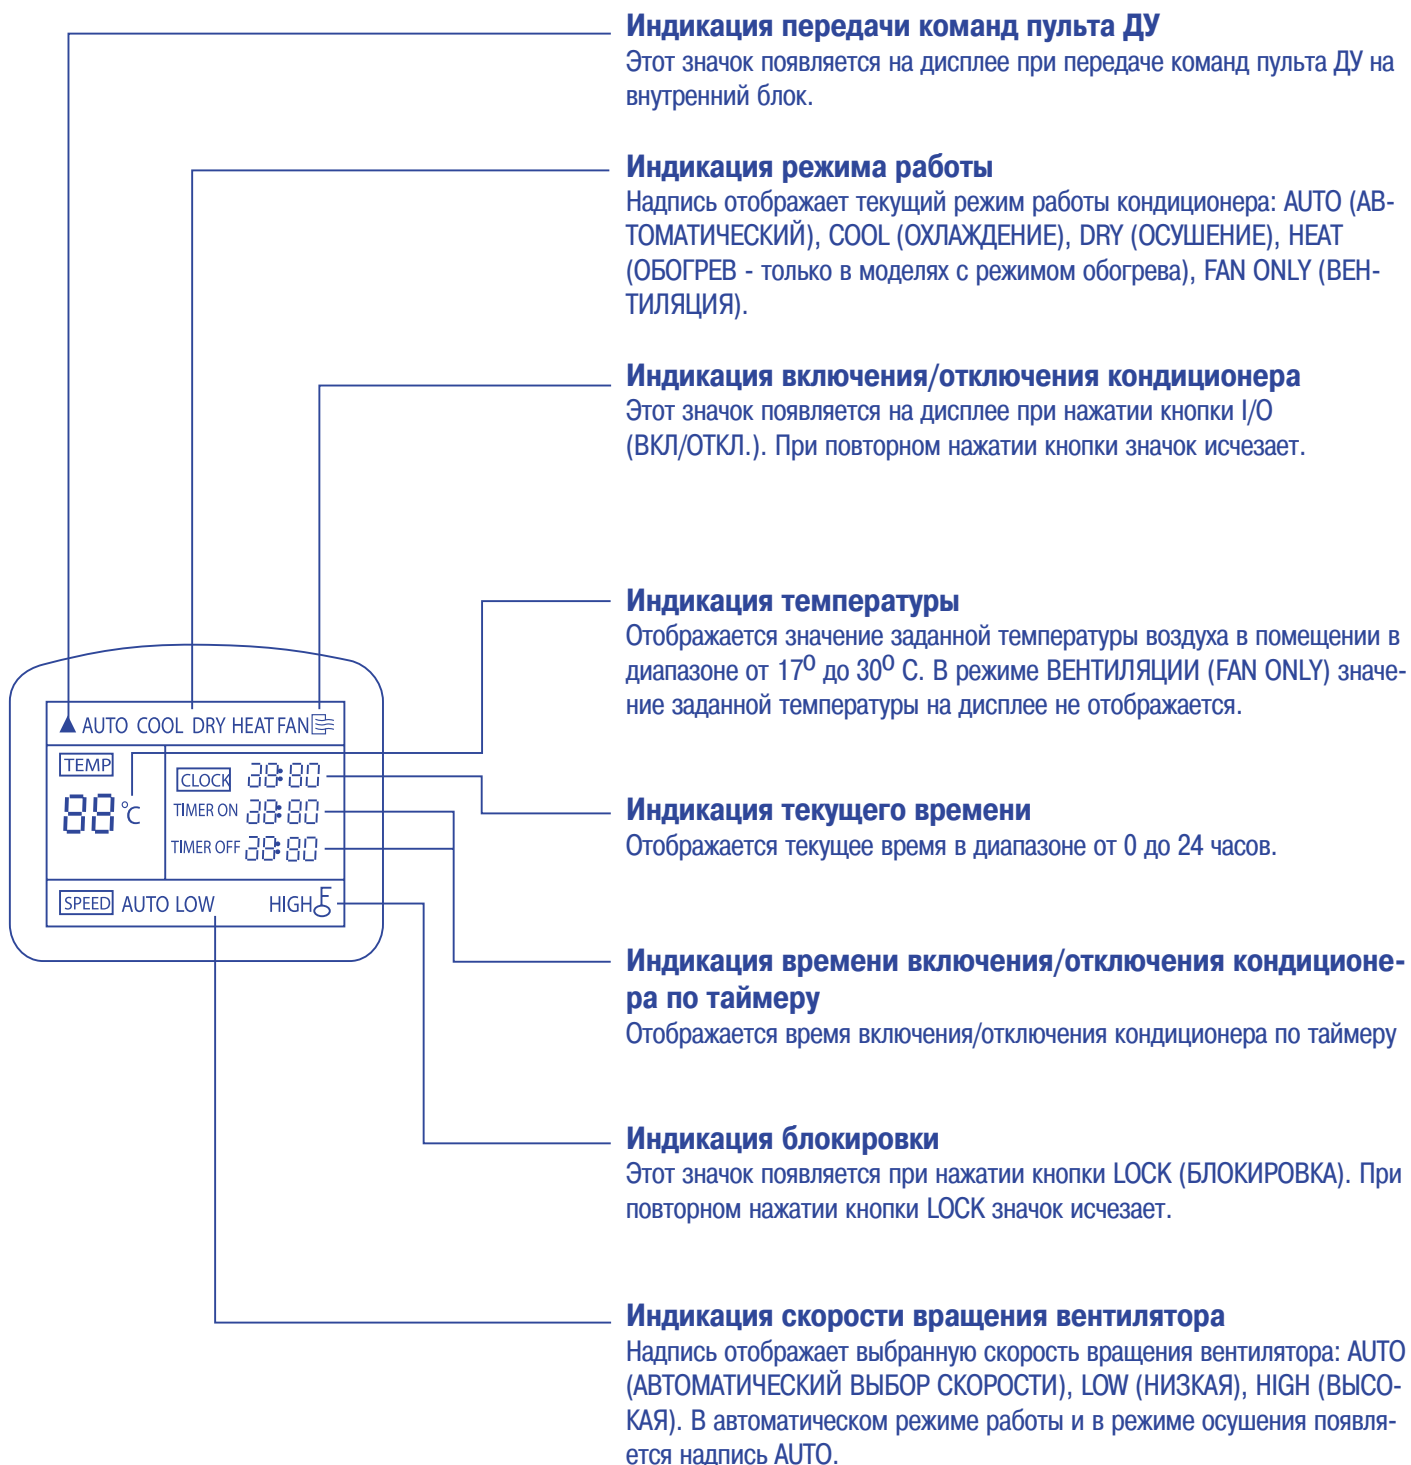 Индикация передачи команд пульта ДУ
Этот значок появляется на дисплее при передаче команд пульта ДУ на
внутренний блок.
Индикация режима работы
Надпись отображает текущий режим работы кондиционера: AUTO (АВ-
ТОМАТИЧЕСКИЙ), COOL (ОХЛАЖДЕНИЕ), DRY (ОСУШЕНИЕ), HEAT
(ОБОГРЕВ - только в моделях с режимом обогрева), FAN ONLY (ВЕН-
ТИЛЯЦИЯ).
Индикация включения/отключения кондиционера
Этот значок появляется на дисплее при нажатии кнопки I/O
(ВКЛ/ОТКЛ.). При повторном нажатии кнопки значок исчезает.
Индикация температуры
Отображается значение заданной температуры воздуха в помещении в
диапазоне от 17⁰ до 30⁰ С. В режиме ВЕНТИЛЯЦИИ (FAN ONLY) значе-
ние заданной температуры на дисплее не отображается.
▲ AUTO COOL DRY HEAT FAN
TEMP
88 °C
CLOCK 28:80
TIMER ON 28:80
TIMER OFF 28:80
SPEED AUTO LOW HIGH
Индикация текущего времени
Отображается текущее время в диапазоне от 0 до 24 часов.
Индикация времени включения/отключения кондиционе-
ра по таймеру
Отображается время включения/отключения кондиционера по таймеру
Индикация блокировки
Этот значок появляется при нажатии кнопки LOCK (БЛОКИРОВКА). При
повторном нажатии кнопки LOCK значок исчезает.
Индикация скорости вращения вентилятора
Надпись отображает выбранную скорость вращения вентилятора: AUTO
(АВТОМАТИЧЕСКИЙ ВЫБОР СКОРОСТИ), LOW (НИЗКАЯ), HIGH (ВЫСО-
КАЯ). В автоматическом режиме работы и в режиме осушения появля-
ется надпись AUTO.